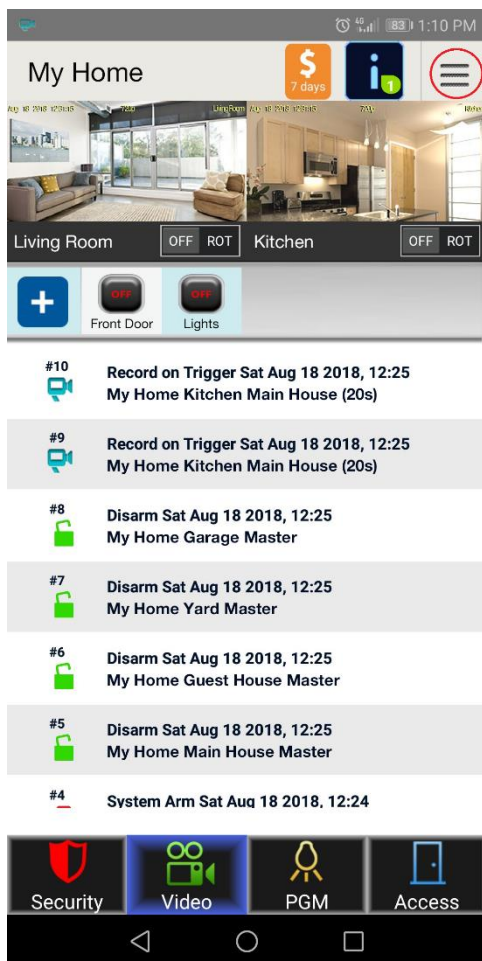 4G 83 1:10 PM
My Home
$
7 days
i
1
Living Room OFF ROT Kitchen OFF ROT
+
OFF OFF
Front Door Lights
#10
Record on Trigger Sat Aug 18 2018, 12:25
My Home Kitchen Main House (20s)
#9
Record on Trigger Sat Aug 18 2018, 12:25
My Home Kitchen Main House (20s)
#8
Disarm Sat Aug 18 2018, 12:25
My Home Garage Master
#7
Disarm Sat Aug 18 2018, 12:25
My Home Yard Master
#6
Disarm Sat Aug 18 2018, 12:25
My Home Guest House Master
#5
Disarm Sat Aug 18 2018, 12:25
My Home Main House Master
#4
System Arm Sat Aug 18 2018, 12:24
Security Video PGM Access